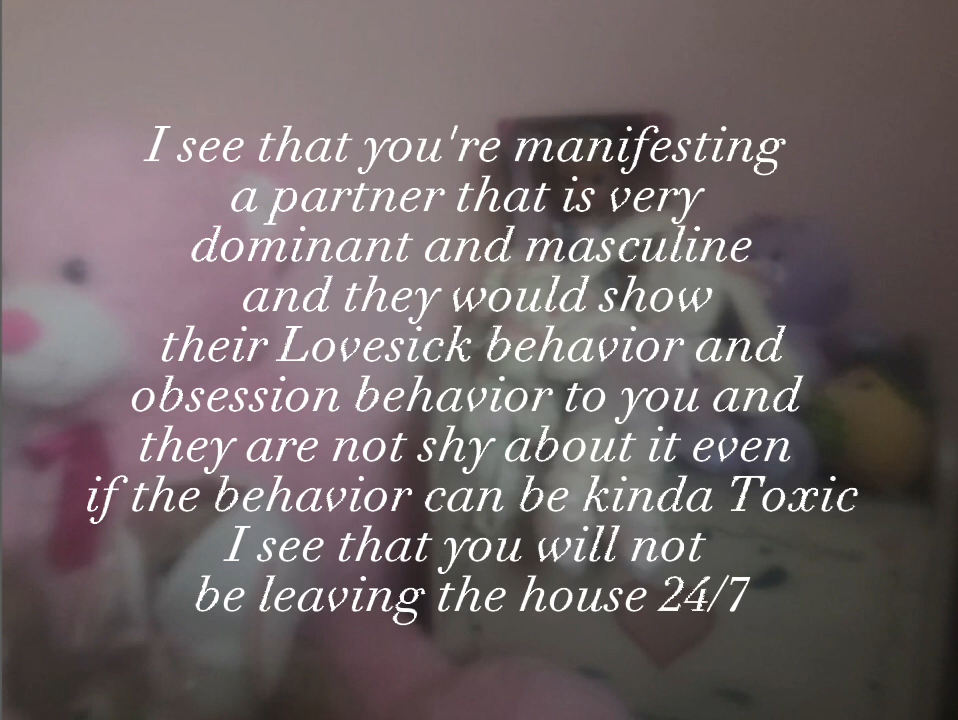 I see that you're manifesting
a partner that is very
dominant and masculine
and they would show
their Lovesick behavior and
obsession behavior to you and
they are not shy about it even
if the behavior can be kinda Toxic
I see that you will not
be leaving the house 24/7